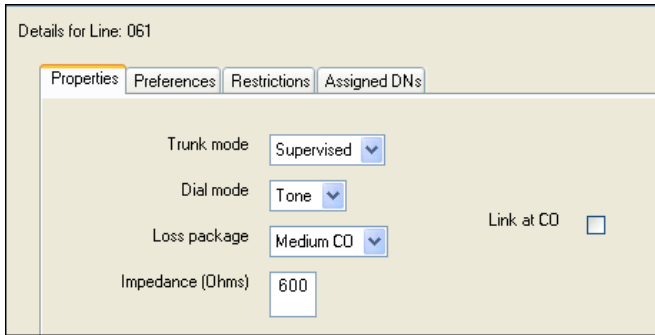 Details for Line: 061
Properties Preferences Restrictions Assigned DNs
Trunk mode Supervised
Dial mode Tone
Link at CO
Loss package Medium CO
Impedance (Ohms) 600